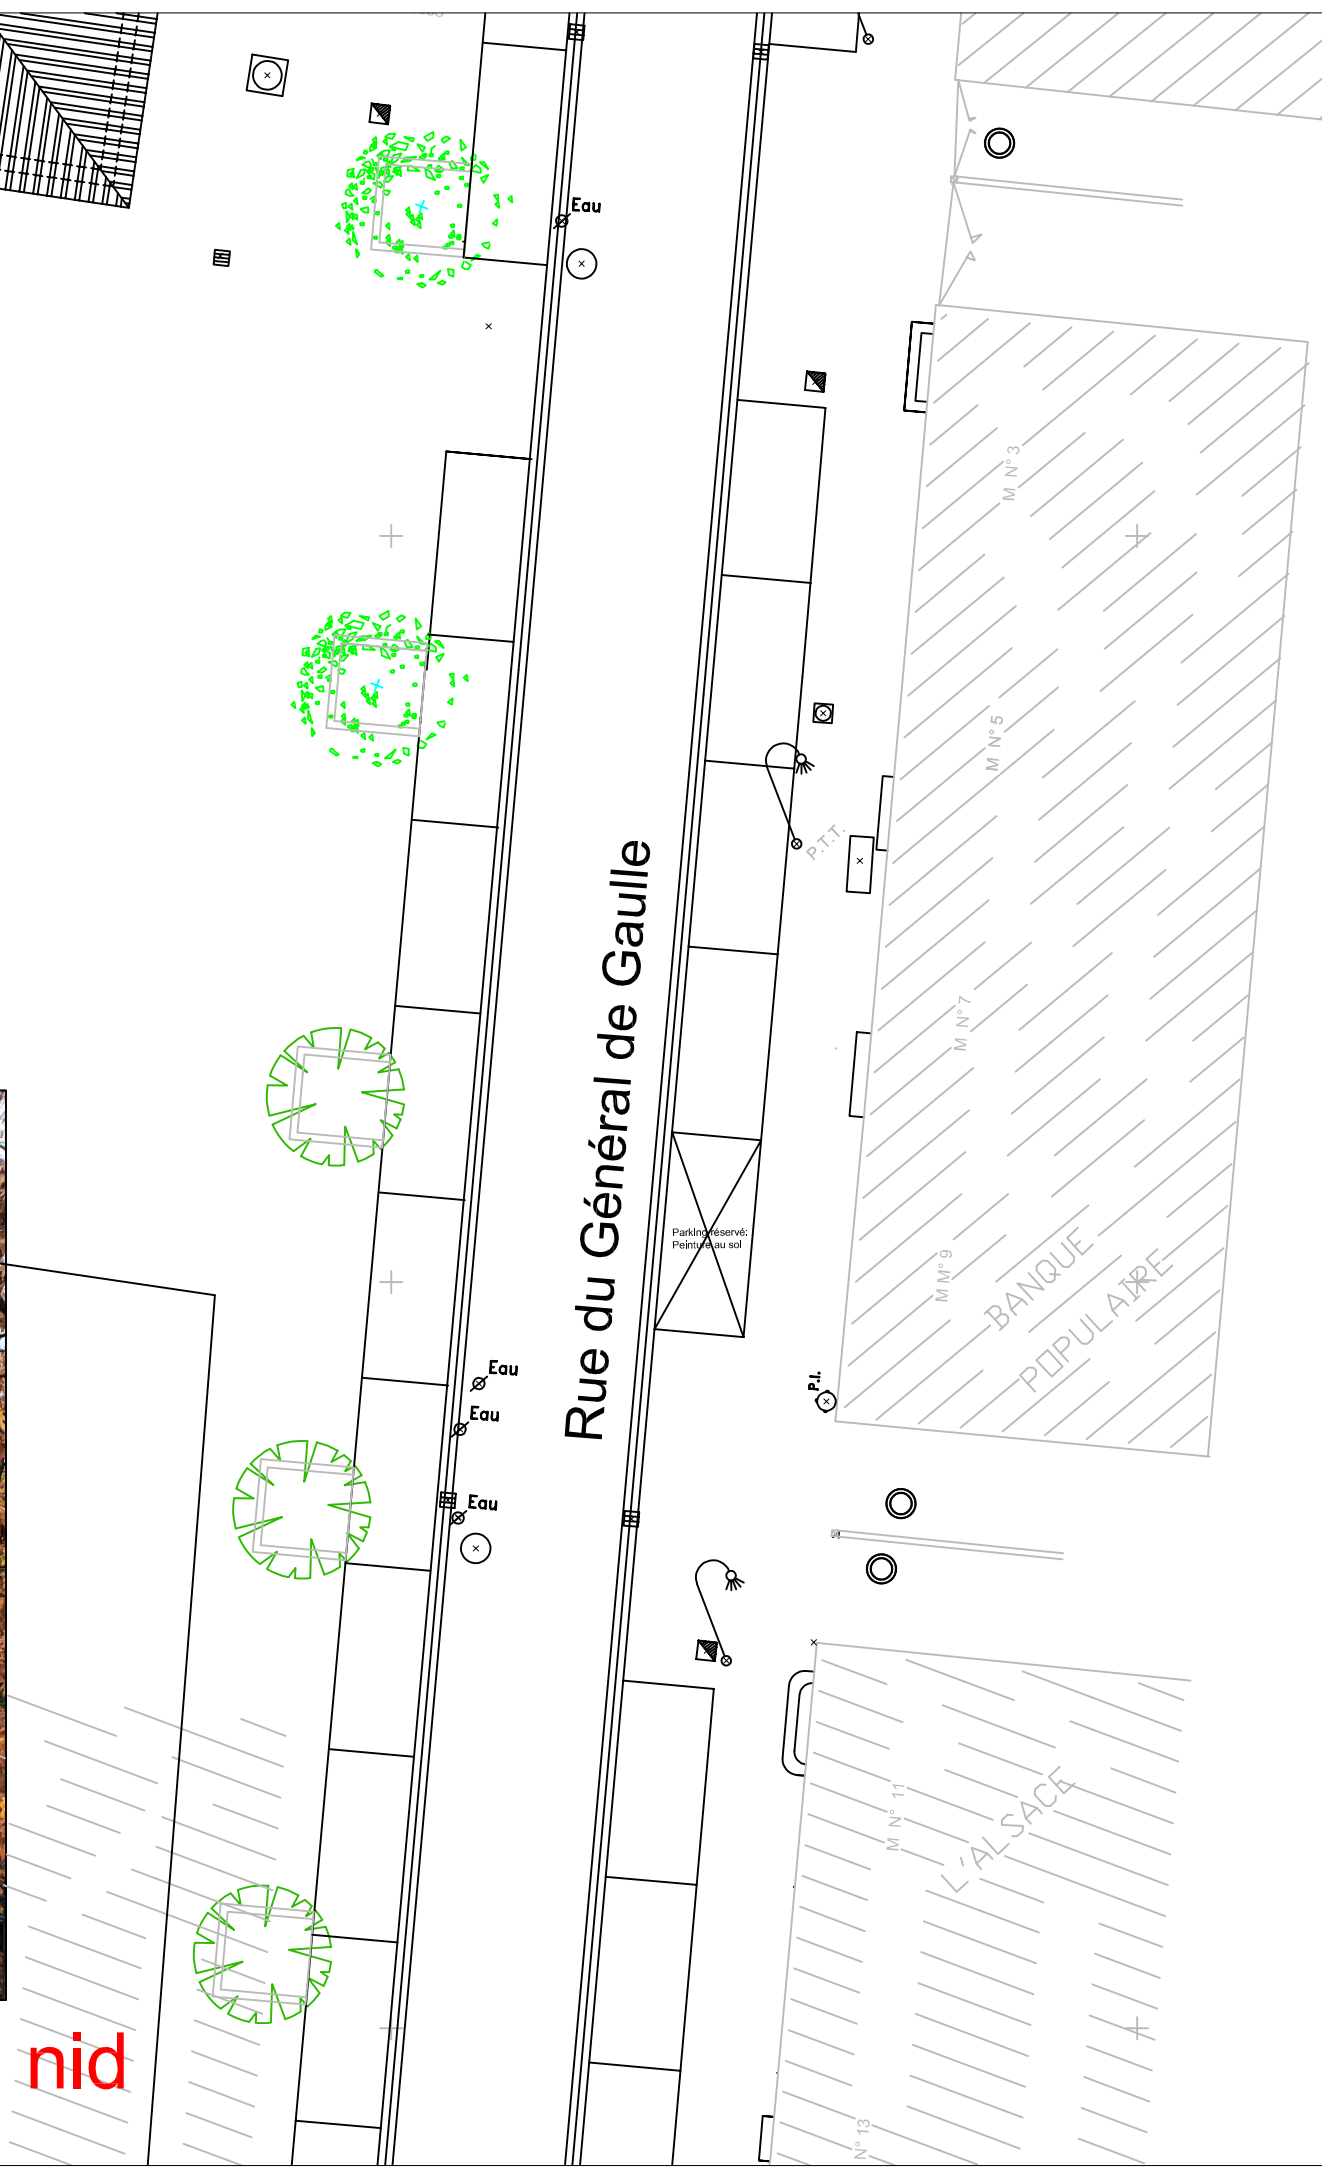 Eau
M N° 3
M N° 5
P.T.T.
Rue du Général de Gaulle
M N° 7
Parking réservé:
Peinture au sol
M M° 9
BANQUE
POPULAIRE
Eau
P.I.
Eau
Eau
M N° 11
L'ALSACE
nid
N° 13